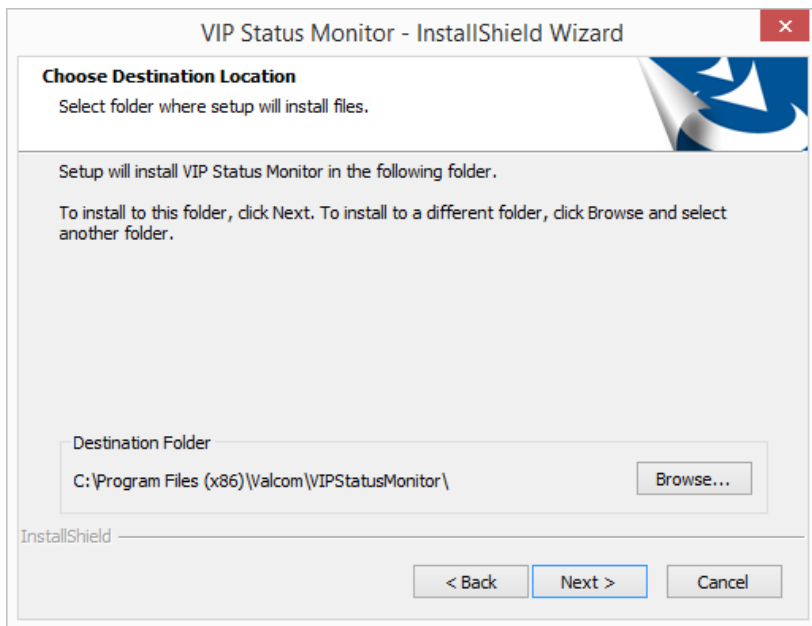 VIP Status Monitor - InstallShield Wizard
Choose Destination Location
Select folder where setup will install files.
Setup will install VIP Status Monitor in the following folder.
To install to this folder, click Next. To install to a different folder, click Browse and select
another folder.
Destination Folder
C:\Program Files (x86)\Valcom\VIPStatusMonitor\
Browse...
InstallShield
< Back
Next >
Cancel